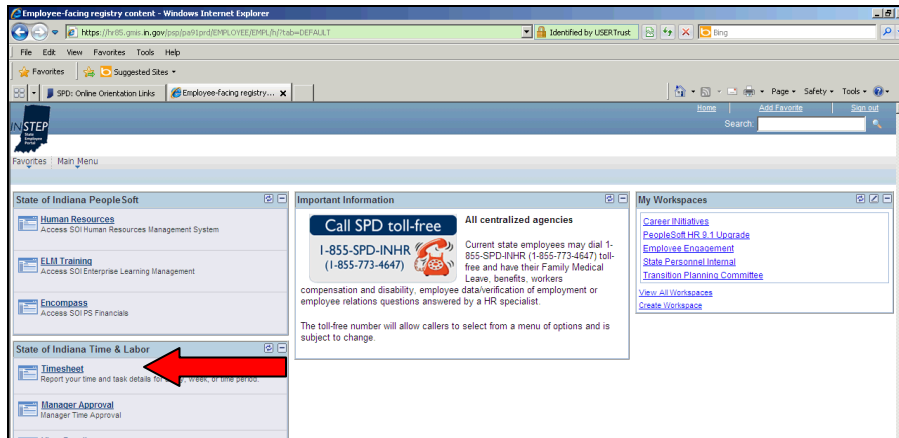 Employee-facing registry content - Windows Internet Explorer
https://hr85.gmis.in.gov/psp/pa91prd/EMPLOYEE/EMPL/h/?tab=DEFAULT
Identified by USERTrust
Bing
File Edit View Favorites Tools Help
Favorites Suggested Sites
SPD: Online Orientation Links Employee-facing registry... x
Page Safety Tools
Home Add Favorite Sign out
INSTEP
State
Employee
Portal
Search:
Favorites Main Menu
State of Indiana PeopleSoft
Human Resources
Access SOI Human Resources Management System
ELM Training
Access SOI Enterprise Learning Management
Encompass
Access SOI PS Financials
State of Indiana Time & Labor
Timesheet
Report your time and task details for
, week, or time period.
Manager Approval
Manager Time Approval
Important Information
Call SPD toll-free
1-855-SPD-INHR
(1-855-773-4647)
All centralized agencies
Current state employees may dial 1-
855-SPD-INHR (1-855-773-4647) toll-
free and have their Family Medical
Leave, benefits, workers
compensation and disability, employee data/verification of employment or
employee relations questions answered by a HR specialist.
The toll-free number will allow callers to select from a menu of options and is
subject to change.
My Workspaces
Career INitiatives
PeopleSoft HR 9.1 Upgrade
Employee Engagement
State Personnel Internal
Transition Planning Committee
View All Workspaces
Create Workspace